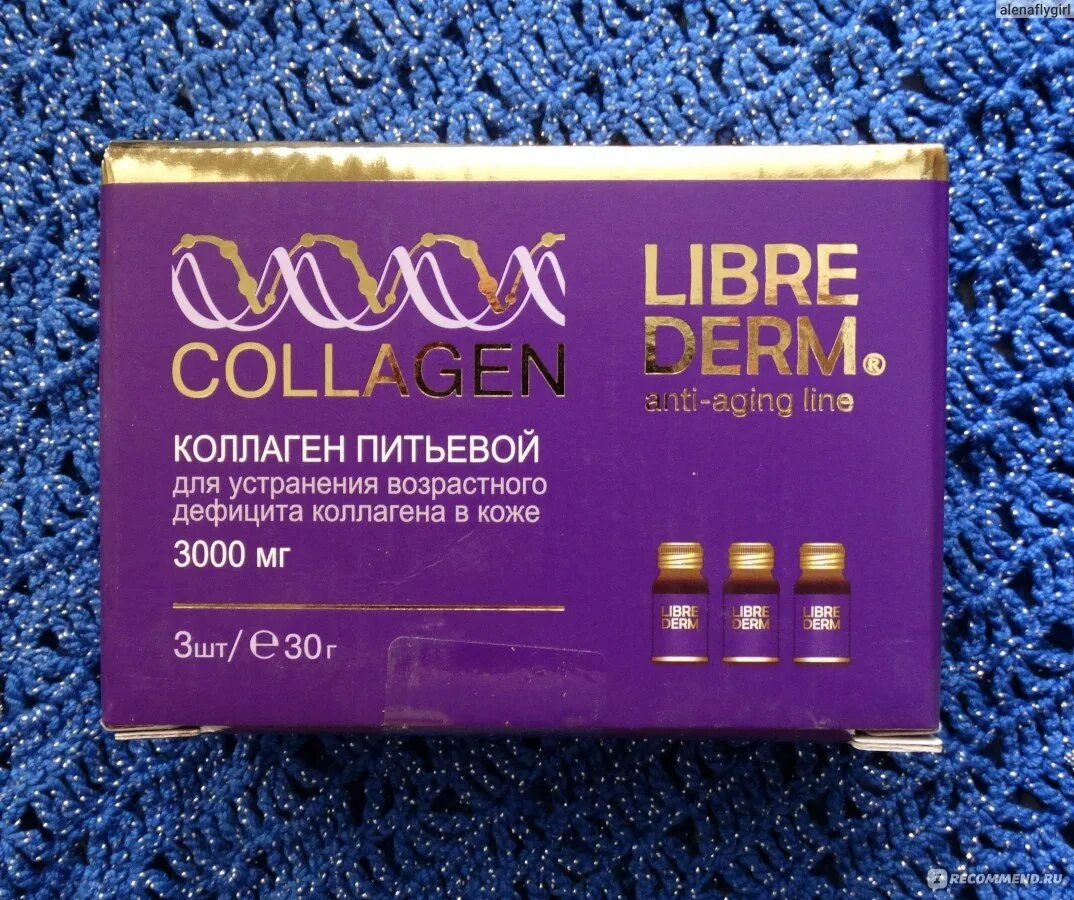 alenaflygirl
COLLAGEN
КОЛЛАГЕН ПИТЬЕВОЙ
для устранения возрастного
дефицита коллагена в коже
3000 мг
3шт/ ℮ 30 г
LIBRE
DERM®
anti-aging line
LIBRE
DERM
LIBRE
DERM
LIBRE
DERM
RECOMMEND.RU